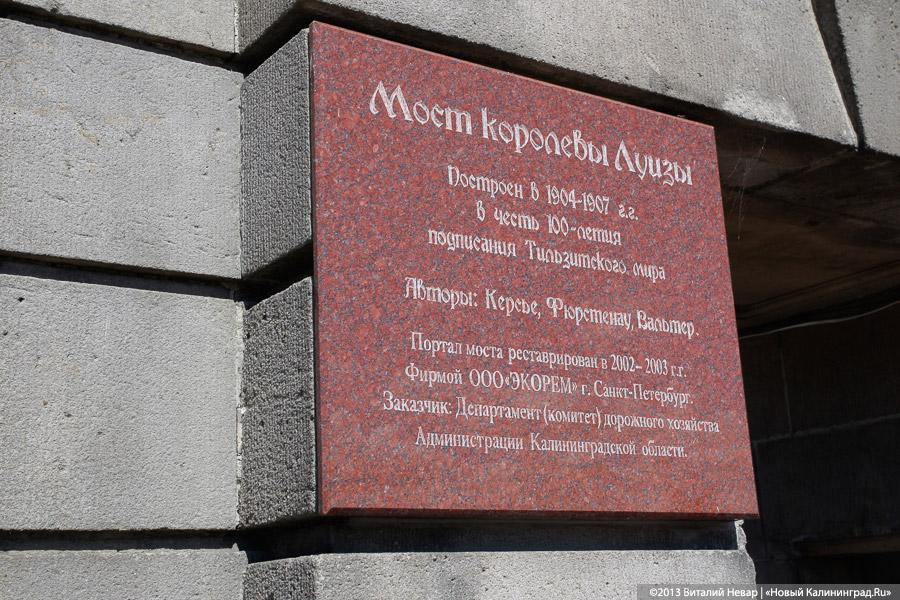 Мост королевы Луизы
Построен в 1904-1907 г.г.
в честь 100-летия
подписания Тильзитского мира
Авторы: Керсье, Фюрстенау, Вальтер.
Портал моста реставрирован в 2002– 2003 г.г.
Фирмой ООО«ЭКОРЕМ» г. Санкт-Петербург.
Заказчик: Департамент (комитет) дорожного хозяйства
Администрации Калининградской области.
©2013 Виталий Невар | «Новый Калининград.Ru»